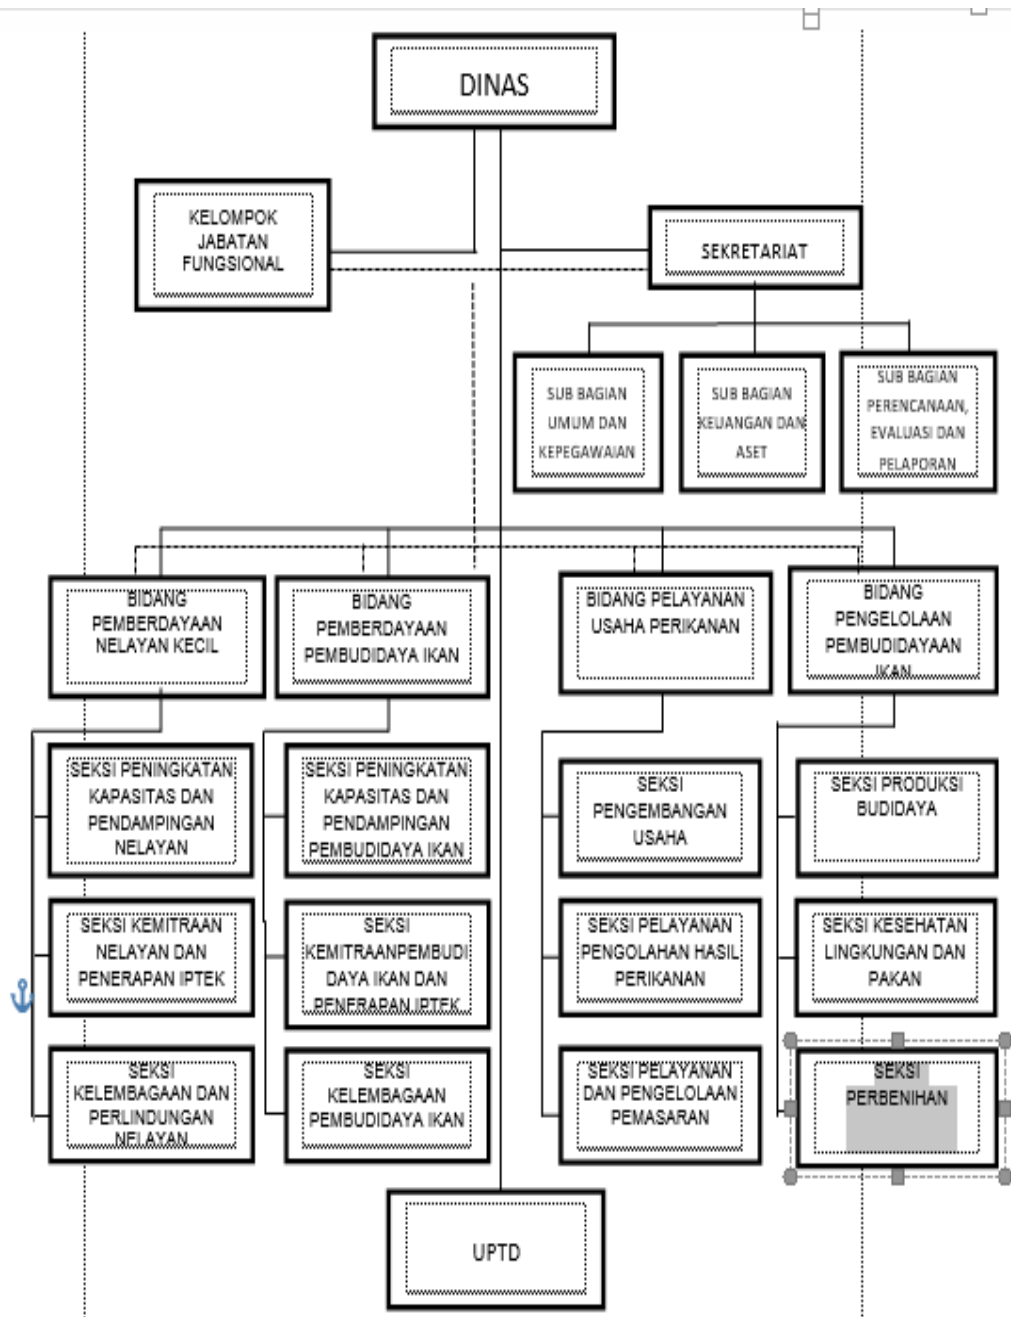 DINAS
KELOMPOK
JABATAN
FUNGSIONAL
SEKRETARIAT
SUB BAGIAN
UMUM DAN
KEPEGAWAIAN
SUB BAGIAN
KEUANGAN DAN
ASET
SUB BAGIAN
PERENCANAAN,
EVALUASI DAN
PELAPORAN
BIDANG
PEMBERDAYAAN
NELAYAN KECIL
BIDANG
PEMBERDAYAAN
PEMBUDIDAYA IKAN
BIDANG PELAYANAN
USAHA PERIKANAN
BIDANG
PENGELOLAAN
PEMBUDIDAYAAN
IKAN
SEKSI PENINGKATAN
KAPASITAS DAN
PENDAMPINGAN
NELAYAN
SEKSI PENINGKATAN
KAPASITAS DAN
PENDAMPINGAN
PEMBUDIDAYA IKAN
SEKSI
PENGEMBANGAN
USAHA
SEKSI PRODUKSI
BUDIDAYA
SEKSI KEMITRAAN
NELAYAN DAN
PENERAPAN IPTEK
SEKSI
KEMITRAANPEMBUDI
DAYA IKAN DAN
PENERAPAN IPTEK
SEKSI PELAYANAN
PENGOLAHAN HASIL
PERIKANAN
SEKSI KESEHATAN
LINGKUNGAN DAN
PAKAN
SEKSI
KELEMBAGAAN DAN
PERLINDUNGAN
NELAYAN
SEKSI
KELEMBAGAAN
PEMBUDIDAYA IKAN
SEKSI PELAYANAN
DAN PENGELOLAAN
PEMASARAN
SEKSI
PERBENIHAN
UPTD